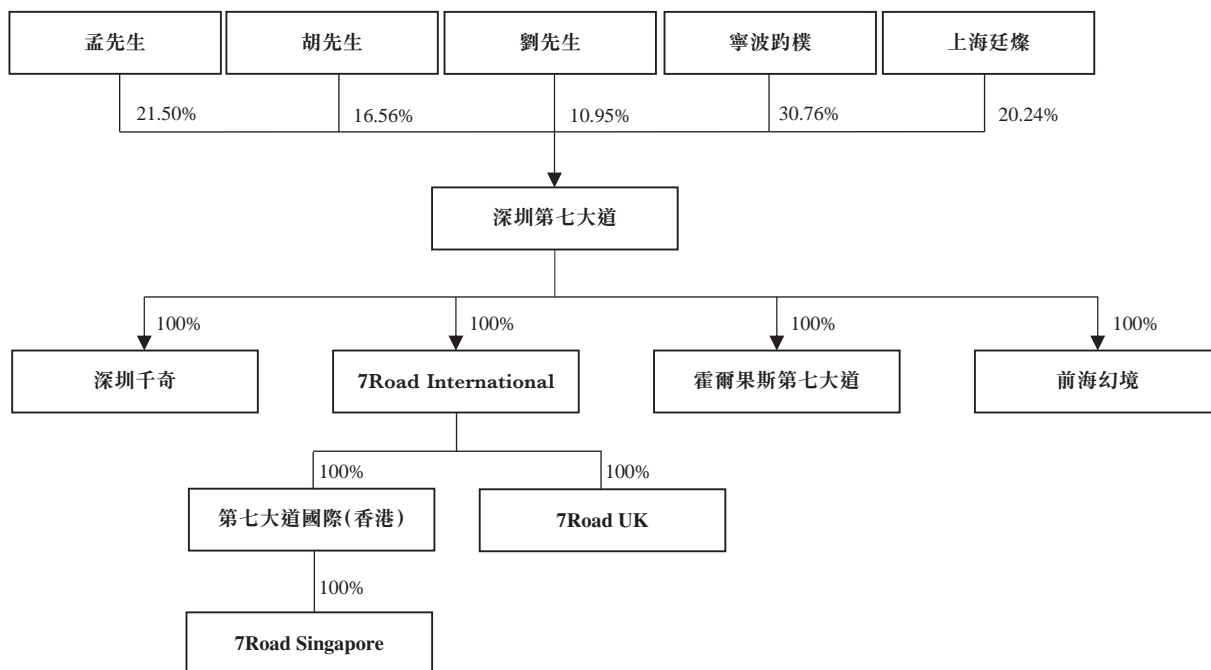 孟先生
胡先生
劉先生
寧波趵樸
上海廷燦
21.50%
16.56%
10.95%
30.76%
20.24%
深圳第七大道
100%
100%
100%
100%
深圳千奇
7Road International
霍爾果斯第七大道
前海幻境
100%
100%
第七大道國際(香港)
7Road UK
100%
7Road Singapore